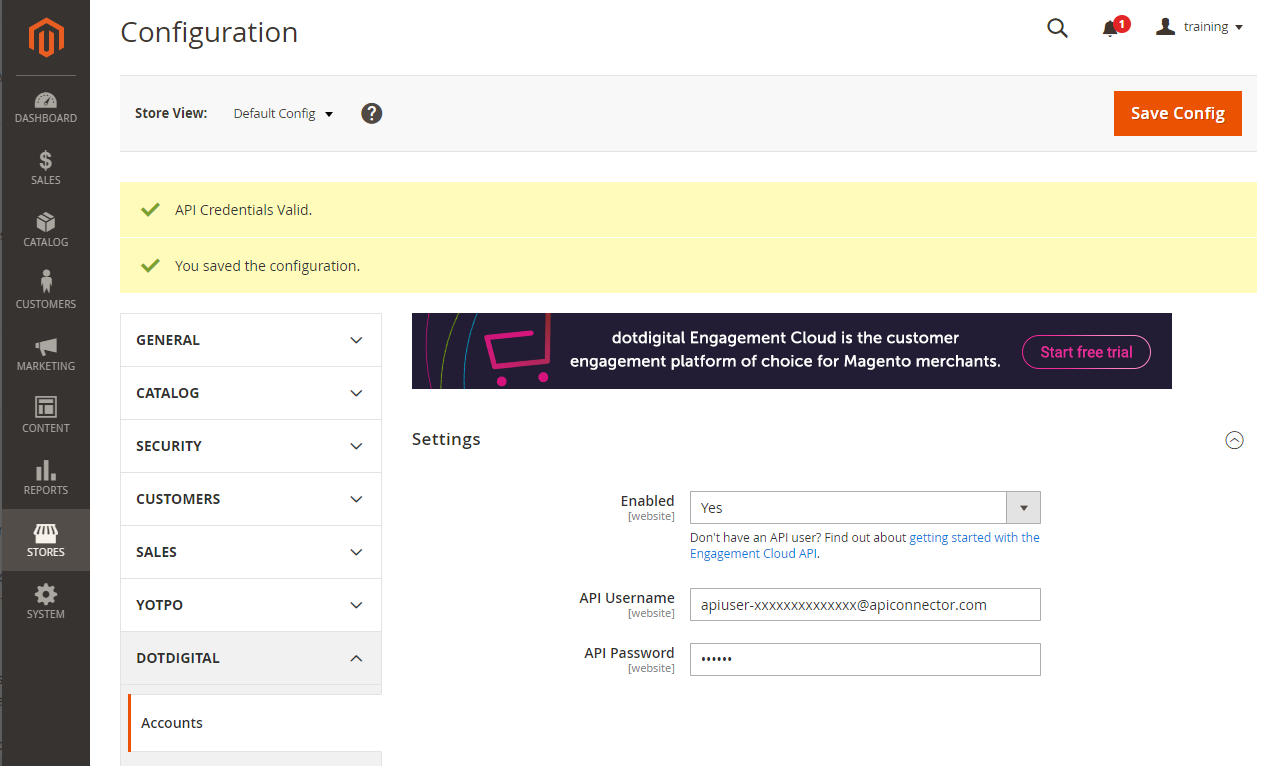 Configuration
1
training
Store View:
Default Config
?
Save Config
DASHBOARD
$
SALES
CATALOG
CUSTOMERS
MARKETING
CONTENT
REPORTS
STORES
SYSTEM
API Credentials Valid.
You saved the configuration.
GENERAL
CATALOG
SECURITY
CUSTOMERS
SALES
YOTPO
DOTDIGITAL
Accounts
dotdigital Engagement Cloud is the customer
engagement platform of choice for Magento merchants.
Start free trial
Settings
Enabled
[website]
Yes
Don't have an API user? Find out about getting started with the
Engagement Cloud API.
API Username
[website]
apiuser-xxxxxxxxxxxxxx@apiconnector.com
API Password
[website]
••••••